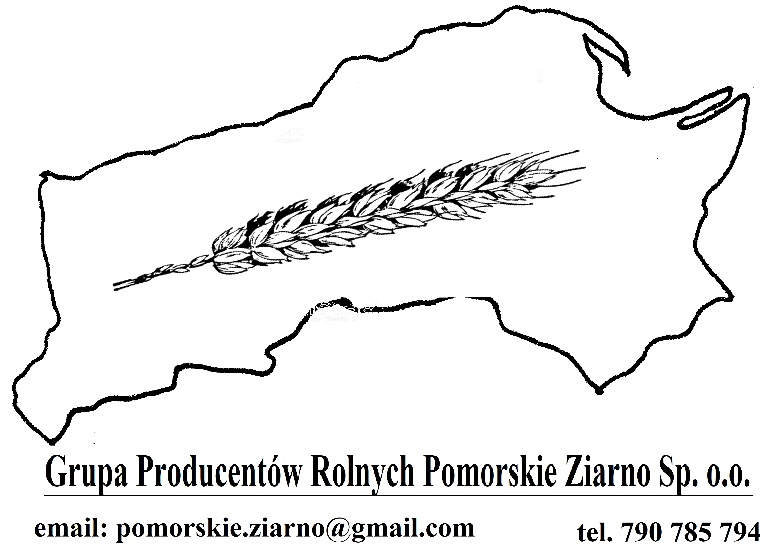 Grupa Producentów Rolnych Pomorskie Ziarno Sp. o.o.
email: pomorskie.ziarno@gmail.com tel. 790 785 794